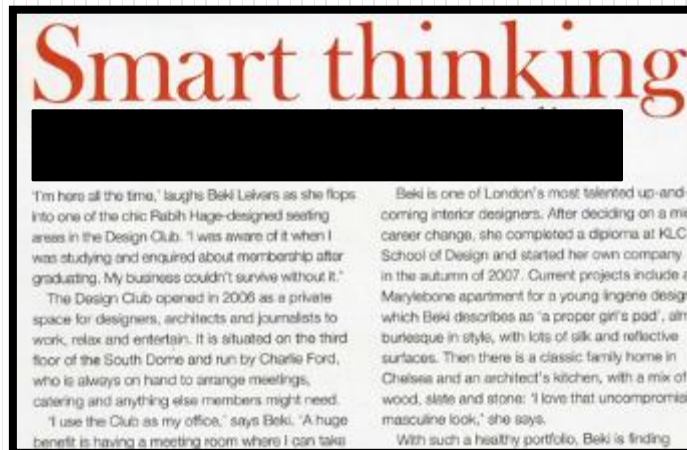 Smart thinking
'I'm here all the time,' laughs Beki Leivars as she flops
into one of the chic Rabih Hage-designed seating
areas in the Design Club. 'I was aware of it when I
was studying and enquired about membership after
graduating. My business couldn't survive without it.'
The Design Club opened in 2006 as a private
space for designers, architects and journalists to
work, relax and entertain. It is situated on the third
floor of the South Dome and run by Charlie Ford,
who is always on hand to arrange meetings,
catering and anything else members might need.
'I use the Club as my office,' says Beki. 'A huge
benefit is having a meeting room where I can take
Beki is one of London's most talented up-and-
coming interior designers. After deciding on a
career change, she completed a diploma at KLC
School of Design and started her own company
in the autumn of 2007. Current projects include
Marylebone apartment for a young lingerie
which Beki describes as 'a proper girl's pad',
burlesque in style, with lots of silk and reflective
surfaces. Then there is a classic family home in
Chelsea and an architect's kitchen, with a mix of
wood, slate and stone: 'I love that
masculine look,' she says.
With such a healthy portfolio, Beki is finding